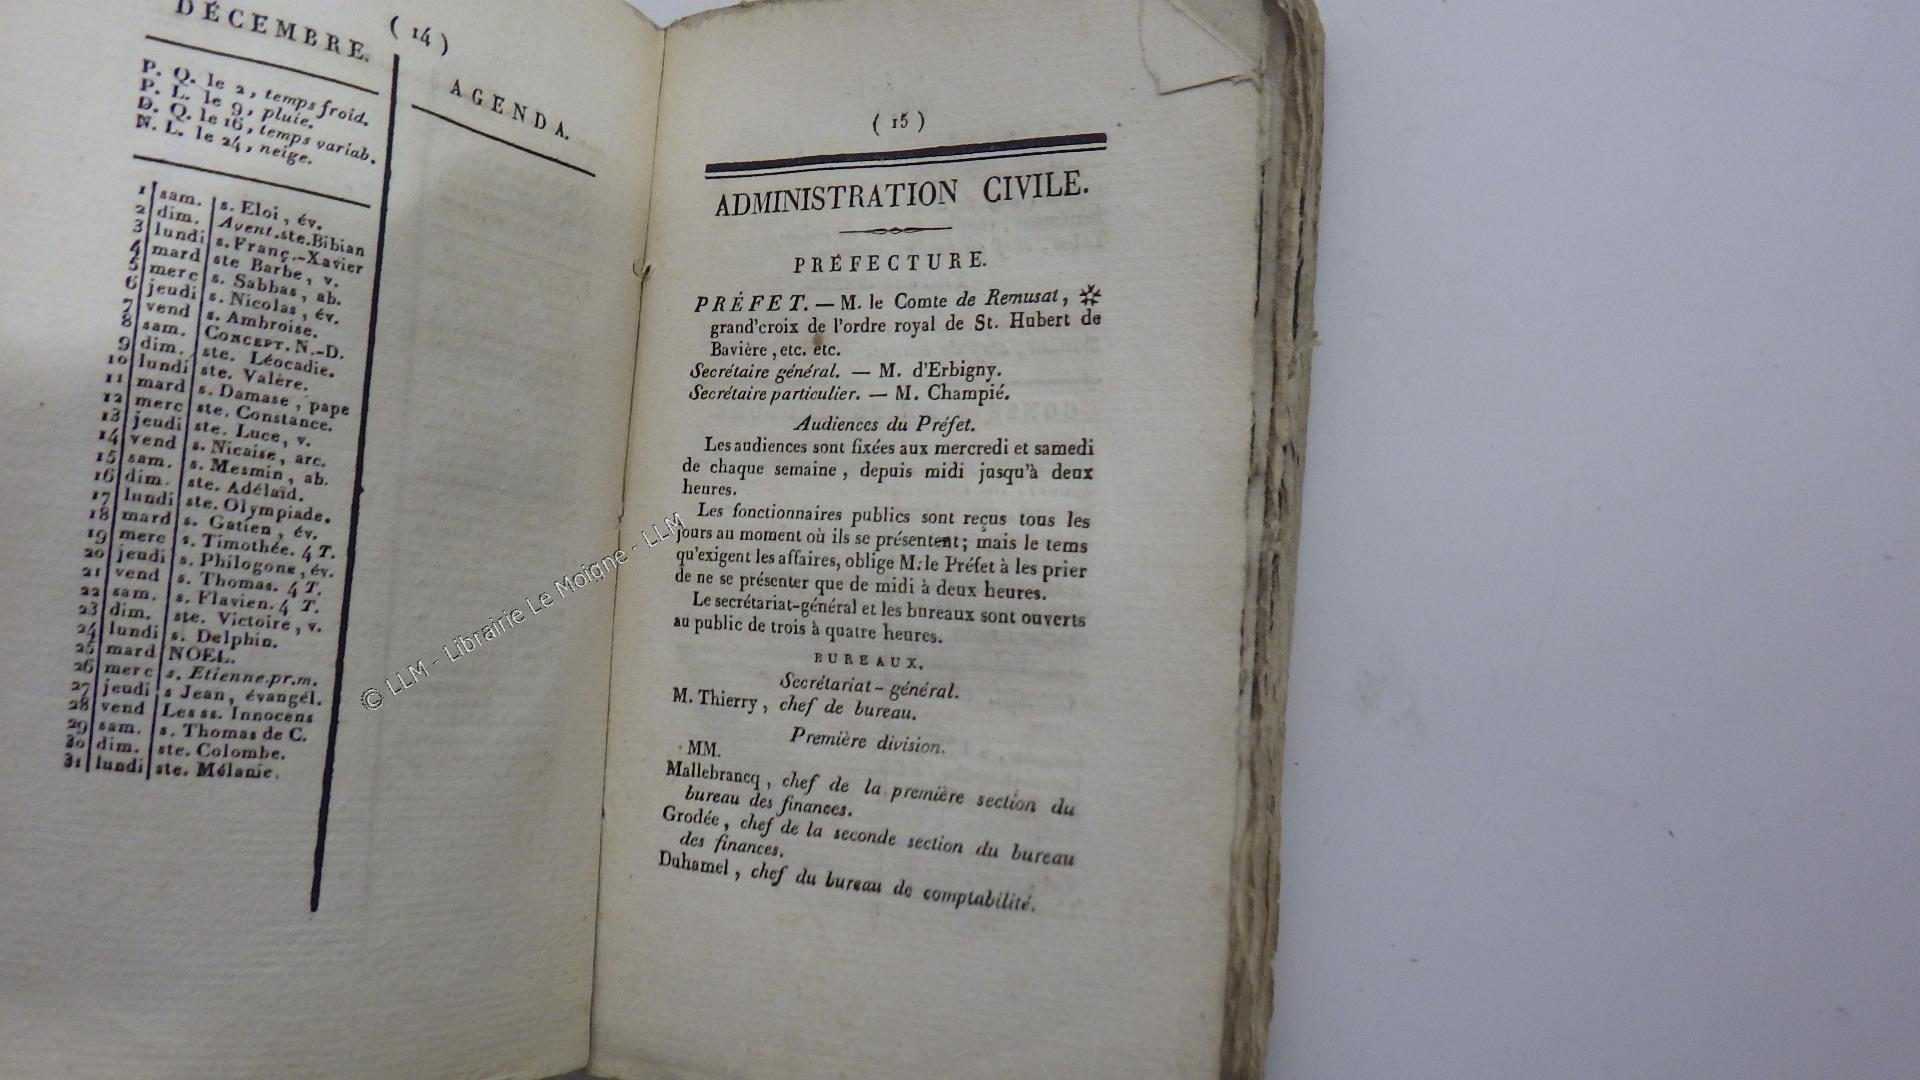 DÉCEMBRE.
P. Q. le 2, temps froid.
P. L. le 9, pluie.
D. Q. le 16, temps variab.
N. L. le 24, neige.
1 sam. s. Eloi, év.
2 dim. Avent.ste.Bibian
3 lundi s. Franç.-Xavier
4 mard ste Barbe, v.
5 merc s. Sabbas, ab.
6 jeudi s. Nicolas, év.
7 vend s. Ambroise.
8 sam. CONCEPT. N.-D.
9 dim. ste. Léocadie.
10 lundi ste. Valère.
11 mard s. Damase, pape
12 merc ste. Constance.
13 jeudi ste. Luce, v.
14 vend s. Nicaise, arc.
15 sam. s. Mesmin, ab.
16 dim. ste. Adélaïd.
17 lundi ste. Olympiade.
18 mard s. Gatien, év.
19 merc s. Timothée. 4 T.
20 jeudi s. Philogone, év.
21 vend s. Thomas. 4 T.
22 sam. s. Flavien. 4 T.
23 dim. ste. Victoire, v.
24 lundi s. Delphin.
25 mard NOEL.
26 merc s. Etienne.pr.m.
27 jeudi s Jean, évangél.
28 vend Les ss. Innocens
29 sam. s. Thomas de C.
30 dim. ste. Colombe.
31 lundi ste. Mélanie.
( 14 )
AGENDA.
( 15 )
ADMINISTRATION CIVILE.
PRÉFECTURE.
PRÉFET. — M. le Comte de Remusat, ✻
grand'croix de l'ordre royal de St. Hubert de
Bavière, etc. etc.
Secrétaire général. — M. d'Erbigny.
Secrétaire particulier. — M. Champié.
Audiences du Préfet.
Les audiences sont fixées aux mercredi et samedi
de chaque semaine, depuis midi jusqu'à deux
heures.
Les fonctionnaires publics sont reçus tous les
jours au moment où ils se présentent; mais le tems
qu'exigent les affaires, oblige M. le Préfet à les prier
de ne se présenter que de midi à deux heures.
Le secrétariat-général et les bureaux sont ouverts
au public de trois à quatre heures.
BUREAUX.
Secrétariat-général.
M. Thierry, chef de bureau.
Première division.
MM.
Mallebrancq, chef de la première section du
bureau des finances.
Grodée, chef de la seconde section du bureau
des finances.
Duhamel, chef du bureau de comptabilité.
© LLM - Librairie Le Moigne - LLM